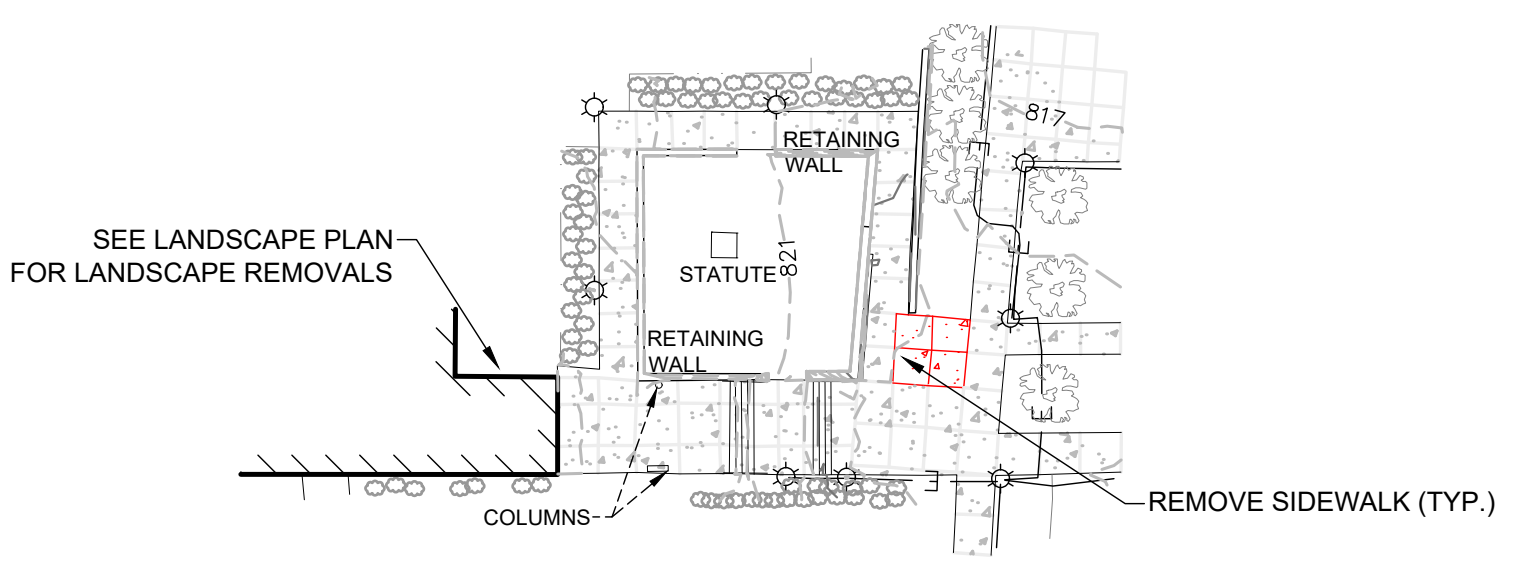 817
RETAINING
WALL
SEE LANDSCAPE PLAN
FOR LANDSCAPE REMOVALS
821
STATUTE
E
E
RETAINING
WALL
E
E
REMOVE SIDEWALK (TYP.)
COLUMNS
E